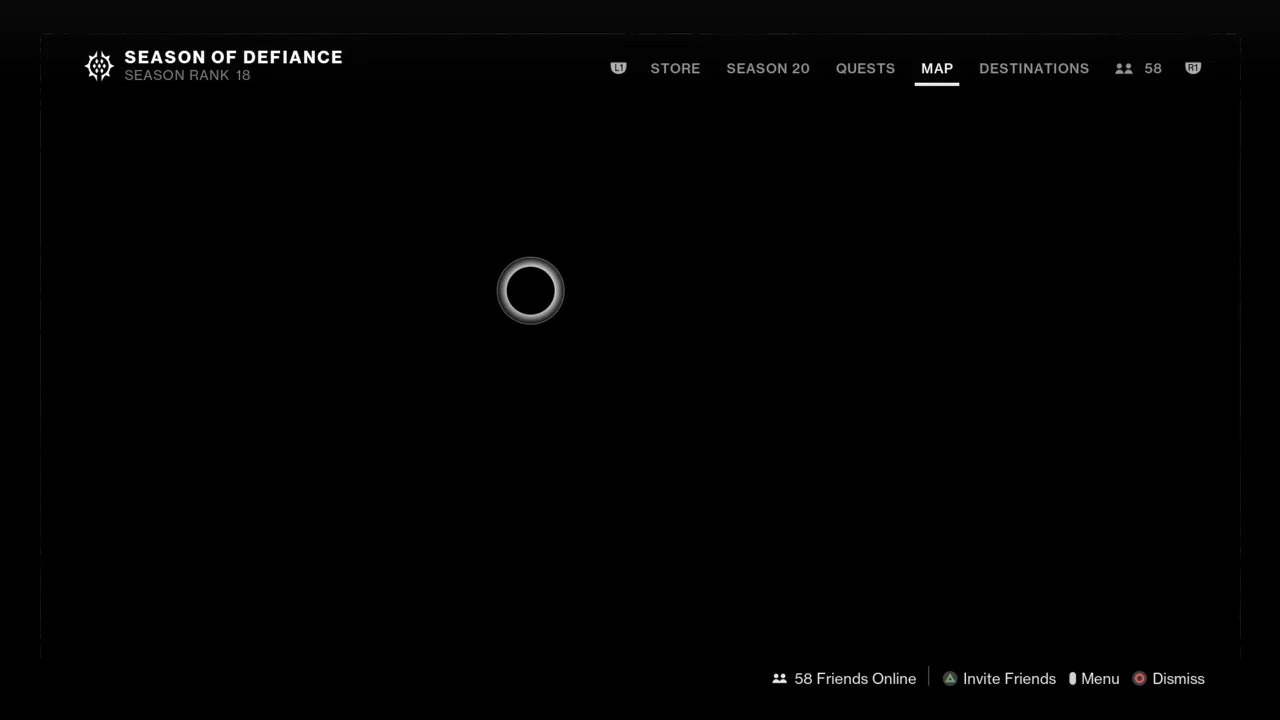 SEASON OF DEFIANCE
SEASON RANK 18
L1 STORE SEASON 20 QUESTS MAP DESTINATIONS 58 R1
58 Friends Online Invite Friends Menu Dismiss